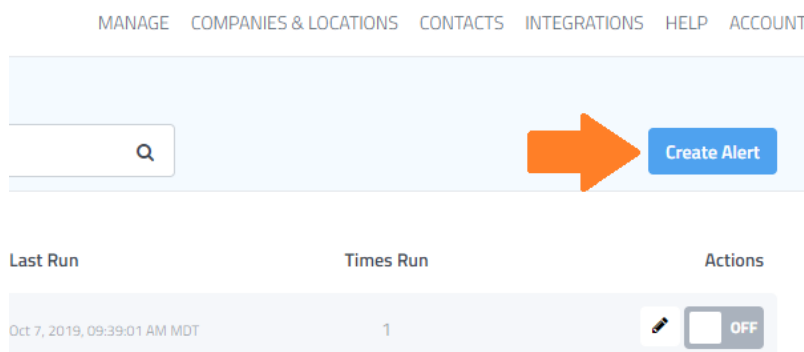 MANAGE COMPANIES & LOCATIONS CONTACTS INTEGRATIONS HELP ACCOUNT
Create Alert
Last Run Times Run Actions
Oct 7, 2019, 09:39:01 AM MDT 1 OFF